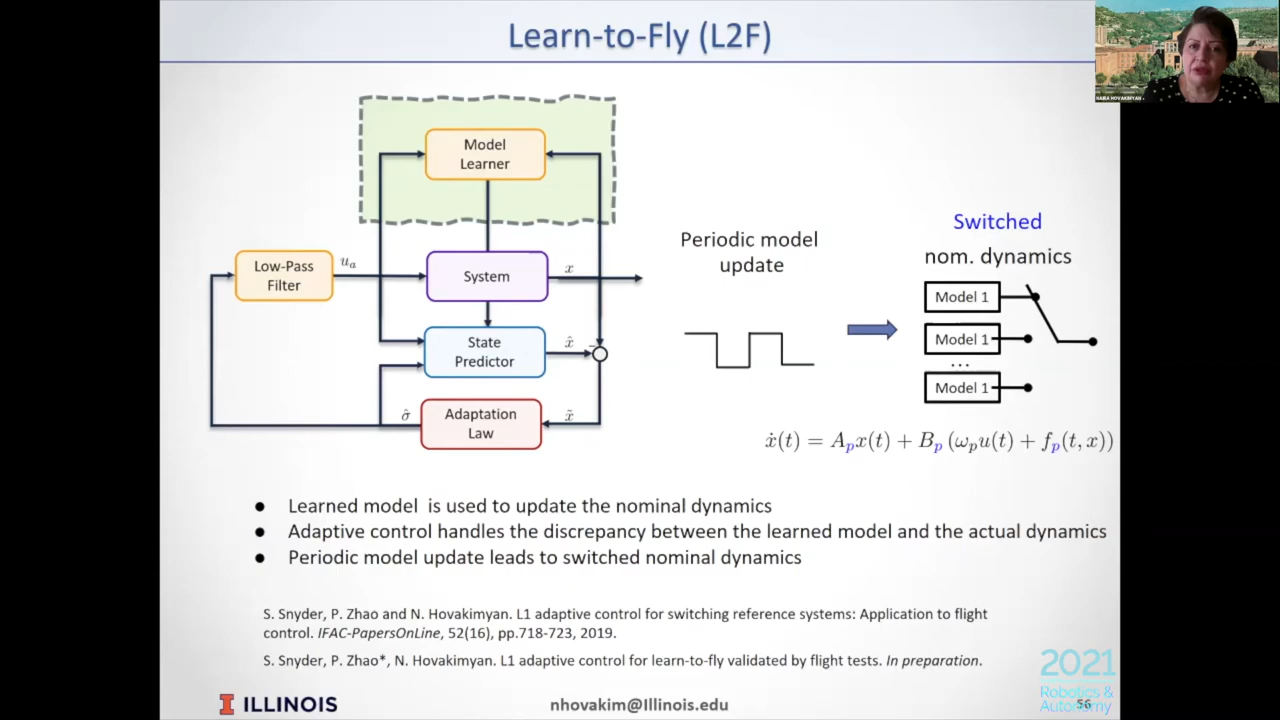 Learn-to-Fly (L2F)
NAIRA HOVAKIMYAN
Model
Learner
Low-Pass
Filter
u_a
System
x
State
Predictor
x̂
−
Adaptation
Law
σ̂
x̃
Periodic model
update
Switched
nom. dynamics
Model 1
Model 1
...
Model 1
ẋ(t) = A_p x(t) + B_p (ω_p u(t) + f_p(t, x))
● Learned model is used to update the nominal dynamics
● Adaptive control handles the discrepancy between the learned model and the actual dynamics
● Periodic model update leads to switched nominal dynamics
S. Snyder, P. Zhao and N. Hovakimyan. L1 adaptive control for switching reference systems: Application to flight
control. IFAC-PapersOnLine, 52(16), pp.718-723, 2019.
S. Snyder, P. Zhao*, N. Hovakimyan. L1 adaptive control for learn-to-fly validated by flight tests. In preparation.
I ILLINOIS
nhovakim@Illinois.edu
2021
Robotics &
Autonomy
56